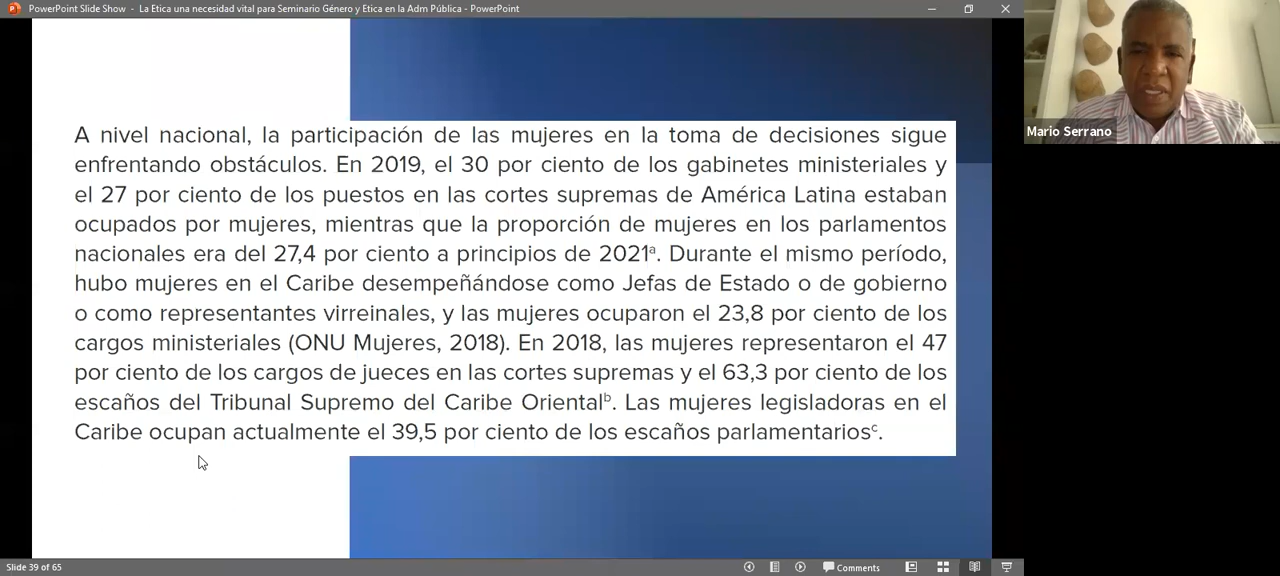 PowerPoint Slide Show - La Etica una necesidad vital para Seminario Género y Etica en la Adm Pública - PowerPoint
A nivel nacional, la participación de las mujeres en la toma de decisiones sigue
enfrentando obstáculos. En 2019, el 30 por ciento de los gabinetes ministeriales y
el 27 por ciento de los puestos en las cortes supremas de América Latina estaban
ocupados por mujeres, mientras que la proporción de mujeres en los parlamentos
nacionales era del 27,4 por ciento a principios de 2021ª. Durante el mismo período,
hubo mujeres en el Caribe desempeñándose como Jefas de Estado o de gobierno
o como representantes virreinales, y las mujeres ocuparon el 23,8 por ciento de los
cargos ministeriales (ONU Mujeres, 2018). En 2018, las mujeres representaron el 47
por ciento de los cargos de jueces en las cortes supremas y el 63,3 por ciento de los
escaños del Tribunal Supremo del Caribe Orientalᵇ. Las mujeres legisladoras en el
Caribe ocupan actualmente el 39,5 por ciento de los escaños parlamentariosᶜ.
Mario Serrano
Slide 39 of 65
Comments